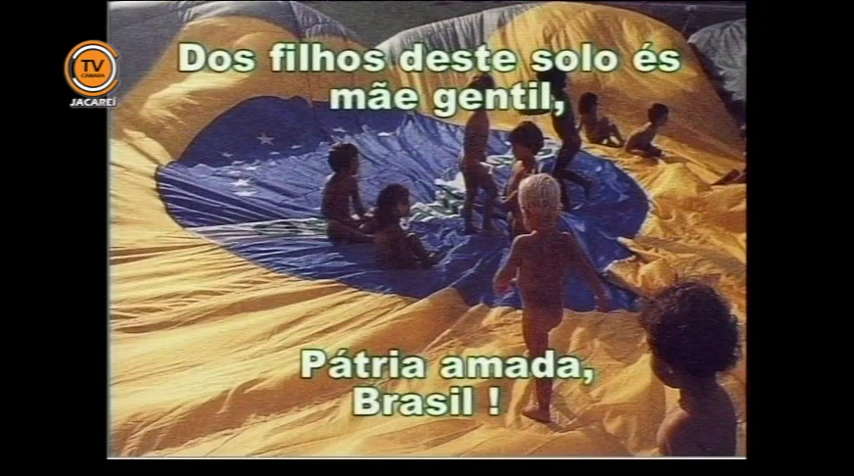 TV
CÂMARA
JACAREÍ
Dos filhos deste solo és
mãe gentil,
Pátria amada,
Brasil !